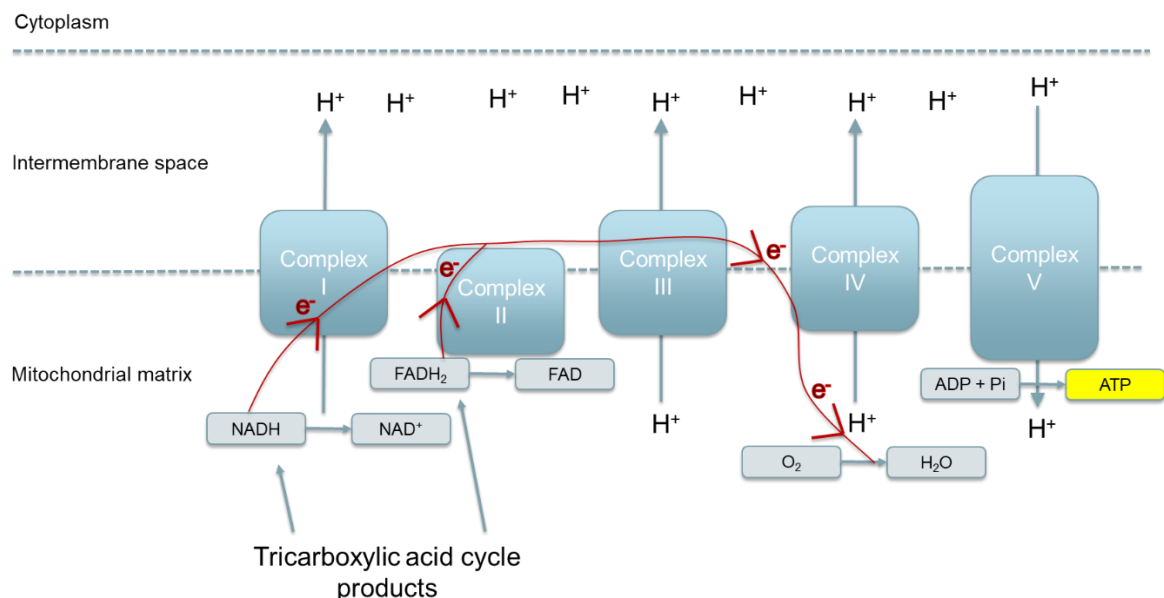 Cytoplasm
H⁺ H⁺ H⁺ H⁺ H⁺ H⁺ H⁺ H⁺ H⁺
Intermembrane space
Complex
I
Complex
II
Complex
III
Complex
IV
Complex
V
e⁻
e⁻
e⁻
e⁻
Mitochondrial matrix
FADH₂
FAD
NADH
NAD⁺
H⁺
H⁺
O₂
H₂O
ADP + Pi
ATP
H⁺
Tricarboxylic acid cycle
products